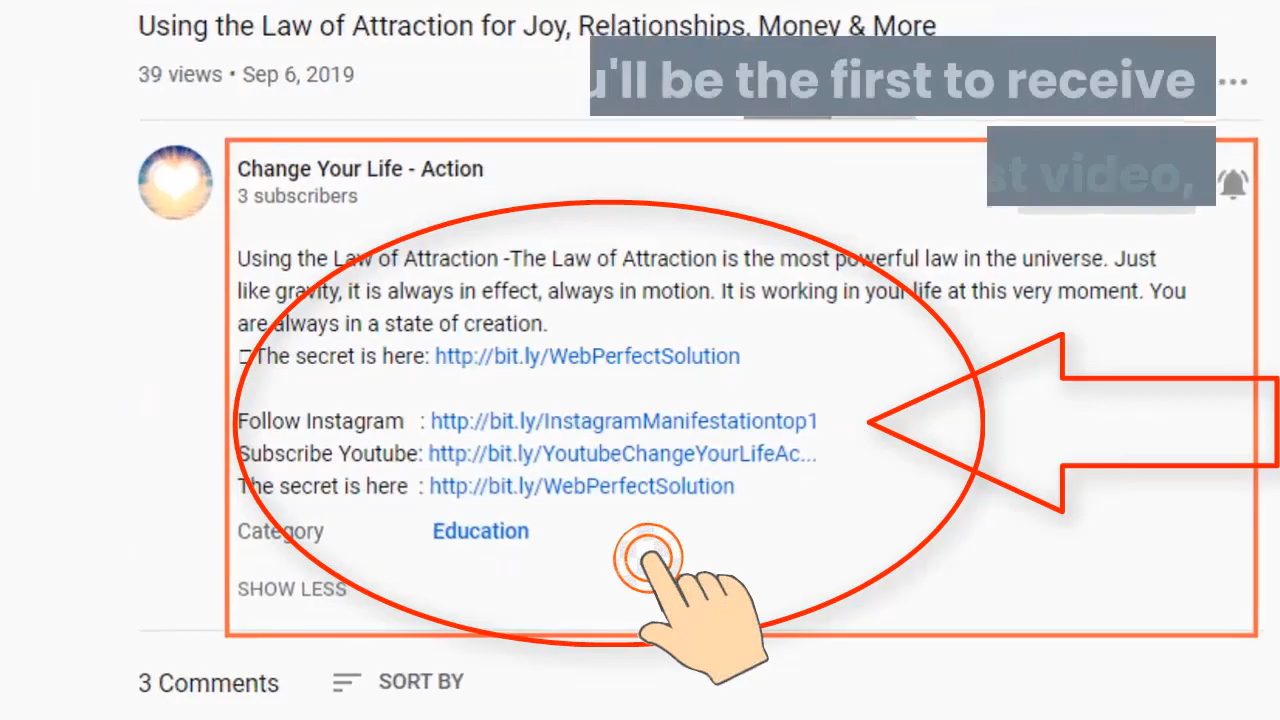 Using the Law of Attraction for Joy, Relationships, Money & More
39 views • Sep 6, 2019
'll be the first to receive
video,
Change Your Life - Action
3 subscribers
Using the Law of Attraction -The Law of Attraction is the most powerful law in the universe. Just
like gravity, it is always in effect, always in motion. It is working in your life at this very moment. You
are always in a state of creation.
The secret is here: http://bit.ly/WebPerfectSolution
Follow Instagram : http://bit.ly/InstagramManifestationtop1
Subscribe Youtube: http://bit.ly/YoutubeChangeYourLifeAc...
The secret is here : http://bit.ly/WebPerfectSolution
Category Education
SHOW LESS
3 Comments SORT BY